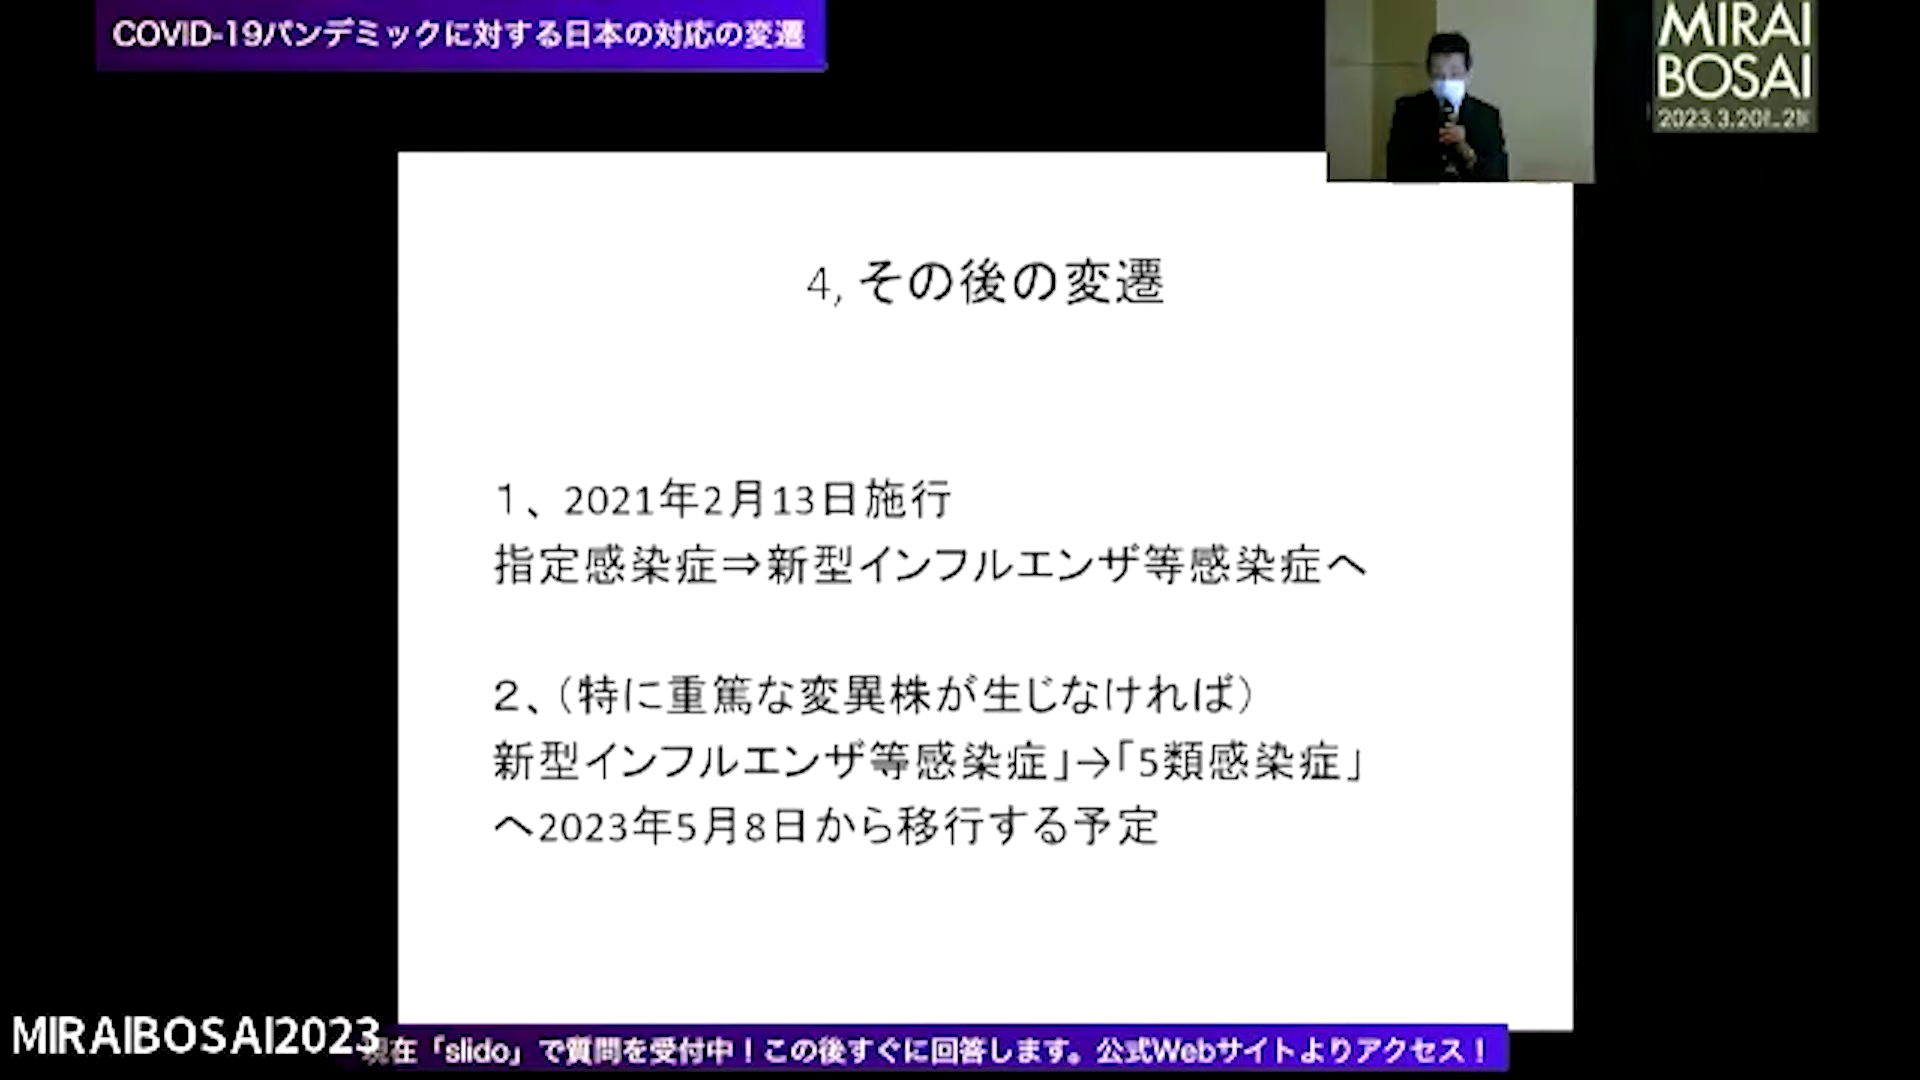 COVID-19パンデミックに対する日本の対応の変遷
MIRAI
BOSAI
4, その後の変遷
１、 2021年2月13日施行
指定感染症⇒新型インフルエンザ等感染症へ
２、（特に重篤な変異株が生じなければ）
新型インフルエンザ等感染症」→「5類感染症」
へ2023年5月8日から移行する予定
MIRAIBOSAI2023
現在「slido」で質問を受付中！この後すぐに回答します。公式Webサイトよりアクセス！